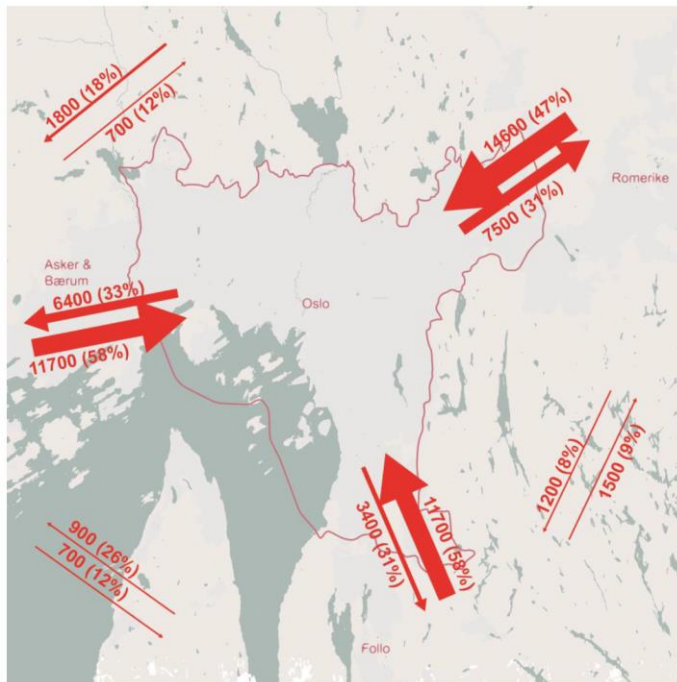 1800 (18%)
700 (12%)
14600 (47%)
7500 (31%)
Romerike
Asker &
Bærum
6400 (33%)
11700 (58%)
Oslo
1200 (8%)
1500 (9%)
3400 (31%)
11700 (58%)
900 (26%)
700 (12%)
Follo